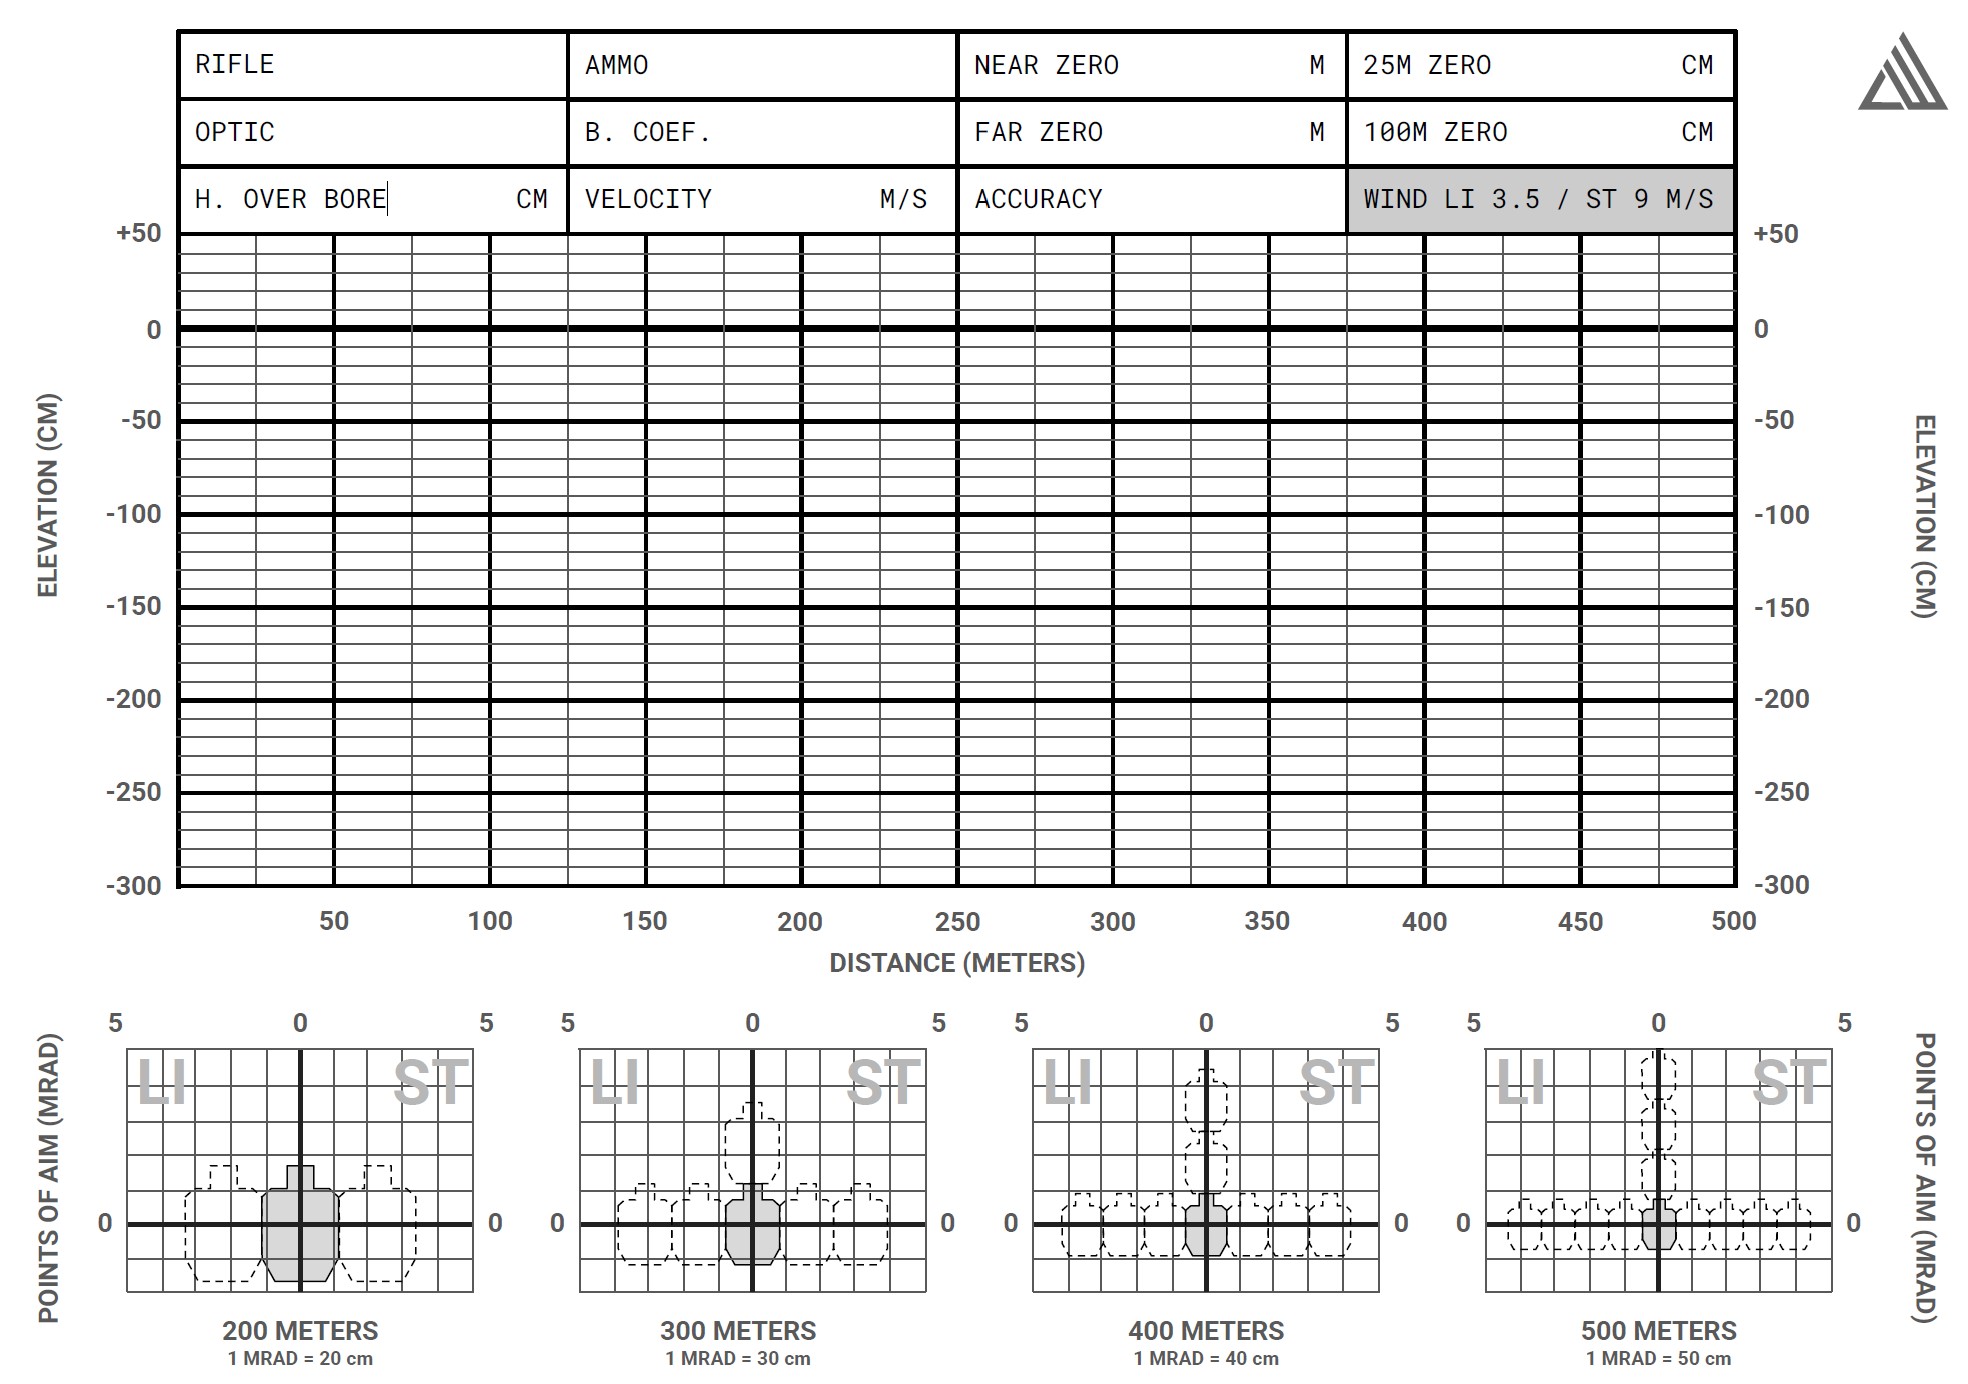 RIFLE AMMO NEAR ZERO M 25M ZERO CM
OPTIC B. COEF. FAR ZERO M 100M ZERO CM
H. OVER BORE CM VELOCITY M/S ACCURACY WIND LI 3.5 / ST 9 M/S
+50 +50
0 0
-50 -50
-100 -100
-150 -150
-200 -200
-250 -250
-300 -300
ELEVATION (CM)
ELEVATION (CM)
50 100 150 200 250 300 350 400 450 500
DISTANCE (METERS)
5 0 5 5 0 5 5 0 5 5 0 5
LI ST LI ST LI ST LI ST
0 0 0 0 0 0 0 0
POINTS OF AIM (MRAD)
POINTS OF AIM (MRAD)
200 METERS 300 METERS 400 METERS 500 METERS
1 MRAD = 20 cm 1 MRAD = 30 cm 1 MRAD = 40 cm 1 MRAD = 50 cm